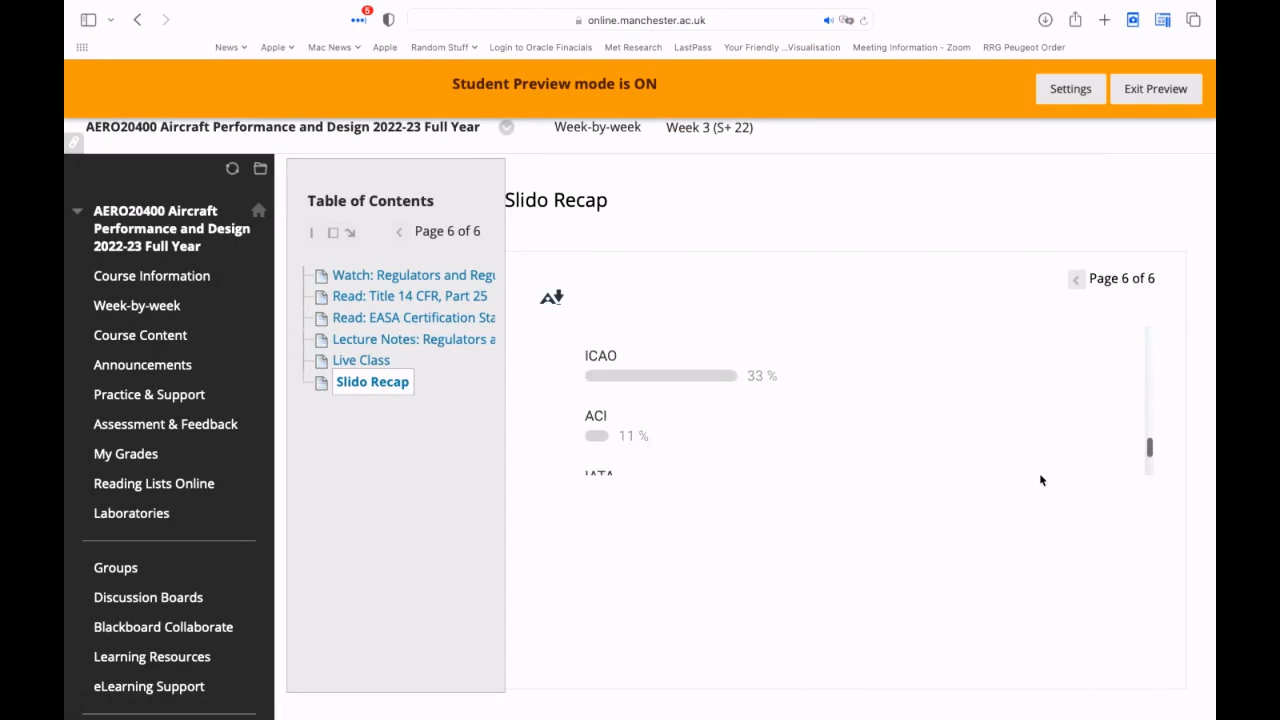 5
online.manchester.ac.uk
News
Apple
Mac News
Apple
Random Stuff
Login to Oracle Finacials
Met Research
LastPass
Your Friendly ...Visualisation
Meeting Information - Zoom
RRG Peugeot Order
Student Preview mode is ON
Settings
Exit Preview
AERO20400 Aircraft Performance and Design 2022-23 Full Year
Week-by-week
Week 3 (S+ 22)
AERO20400 Aircraft
Performance and Design
2022-23 Full Year
Course Information
Week-by-week
Course Content
Announcements
Practice & Support
Assessment & Feedback
My Grades
Reading Lists Online
Laboratories
Groups
Discussion Boards
Blackboard Collaborate
Learning Resources
eLearning Support
Table of Contents
Page 6 of 6
Watch: Regulators and Regu
Read: Title 14 CFR, Part 25
Read: EASA Certification Sta
Lecture Notes: Regulators a
Live Class
Slido Recap
Slido Recap
Page 6 of 6
ICAO
33 %
ACI
11 %
IATA